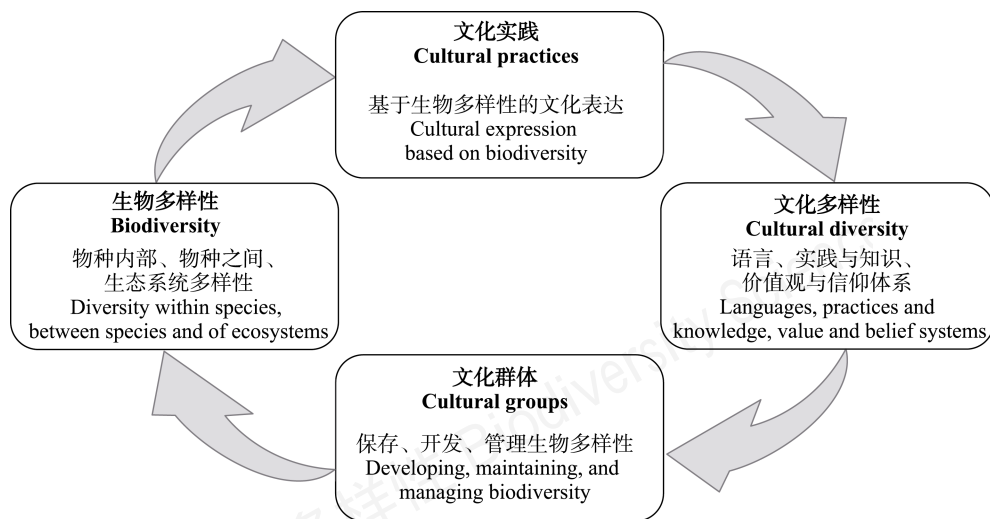 文化实践
Cultural practices
基于生物多样性的文化表达
Cultural expression
based on biodiversity
生物多样性
Biodiversity
物种内部、物种之间、
生态系统多样性
Diversity within species,
between species and of ecosystems
文化多样性
Cultural diversity
语言、实践与知识、
价值观与信仰体系
Languages, practices and
knowledge, value and belief systems
文化群体
Cultural groups
保存、开发、管理生物多样性
Developing, maintaining, and
managing biodiversity
多样性 Biodiversity Science